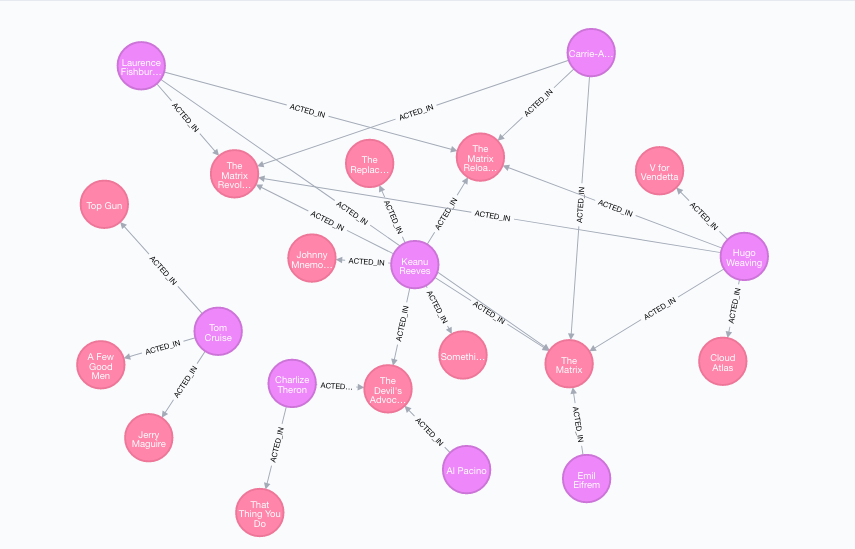 Laurence
Fishbur...
Carrie-A...
ACTED_IN
ACTED_IN
ACTED_IN
ACTED_IN
The
Matrix
Revol...
The
Replac...
The
Matrix
Reloa...
V for
Vendetta
ACTED_IN
Top Gun
ACTED_IN
ACTED_IN
ACTED_IN
ACTED_IN
ACTED_IN
ACTED_IN
ACTED_IN
ACTED_IN
Johnny
Mnemo...
ACTED_IN
Keanu
Reeves
Hugo
Weaving
ACTED_IN
ACTED_IN
ACTED_IN
ACTED_IN
ACTED_IN
ACTED_IN
Tom
Cruise
ACTED_IN
A Few
Good
Men
Somethi...
The
Matrix
Cloud
Atlas
ACTED_IN
Charlize
Theron
ACTED...
The
Devil's
Advoc...
Jerry
Maguire
ACTED_IN
ACTED_IN
ACTED_IN
Al Pacino
Emil
Eifrem
That
Thing You
Do